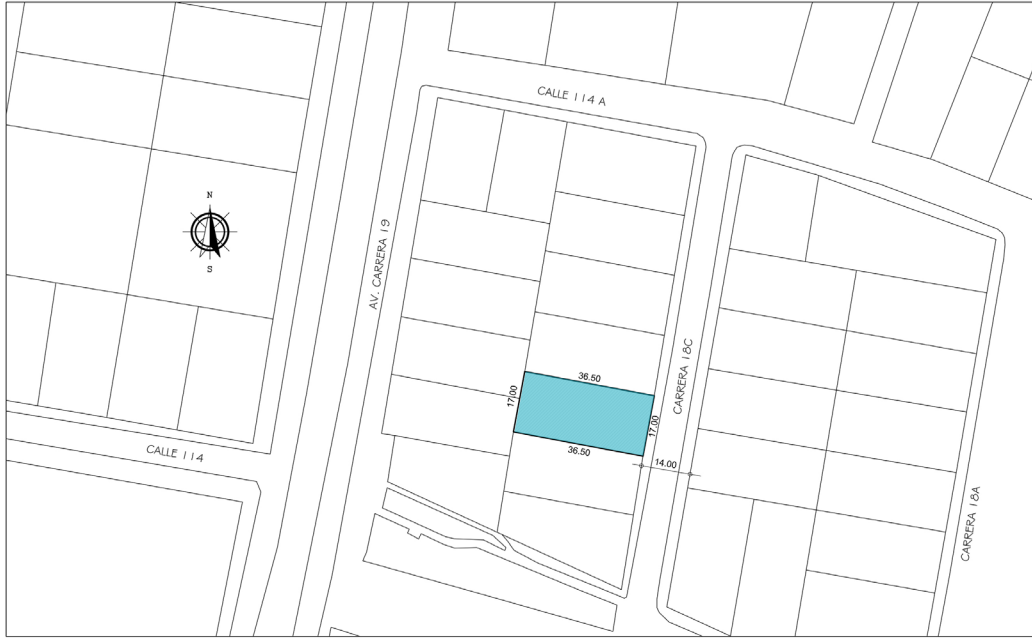 CALLE 114 A
N
S
AV. CARRERA 19
CARRERA 18C
36.50
17.00
17.00
36.50
14.00
CALLE 114
CARRERA 18A